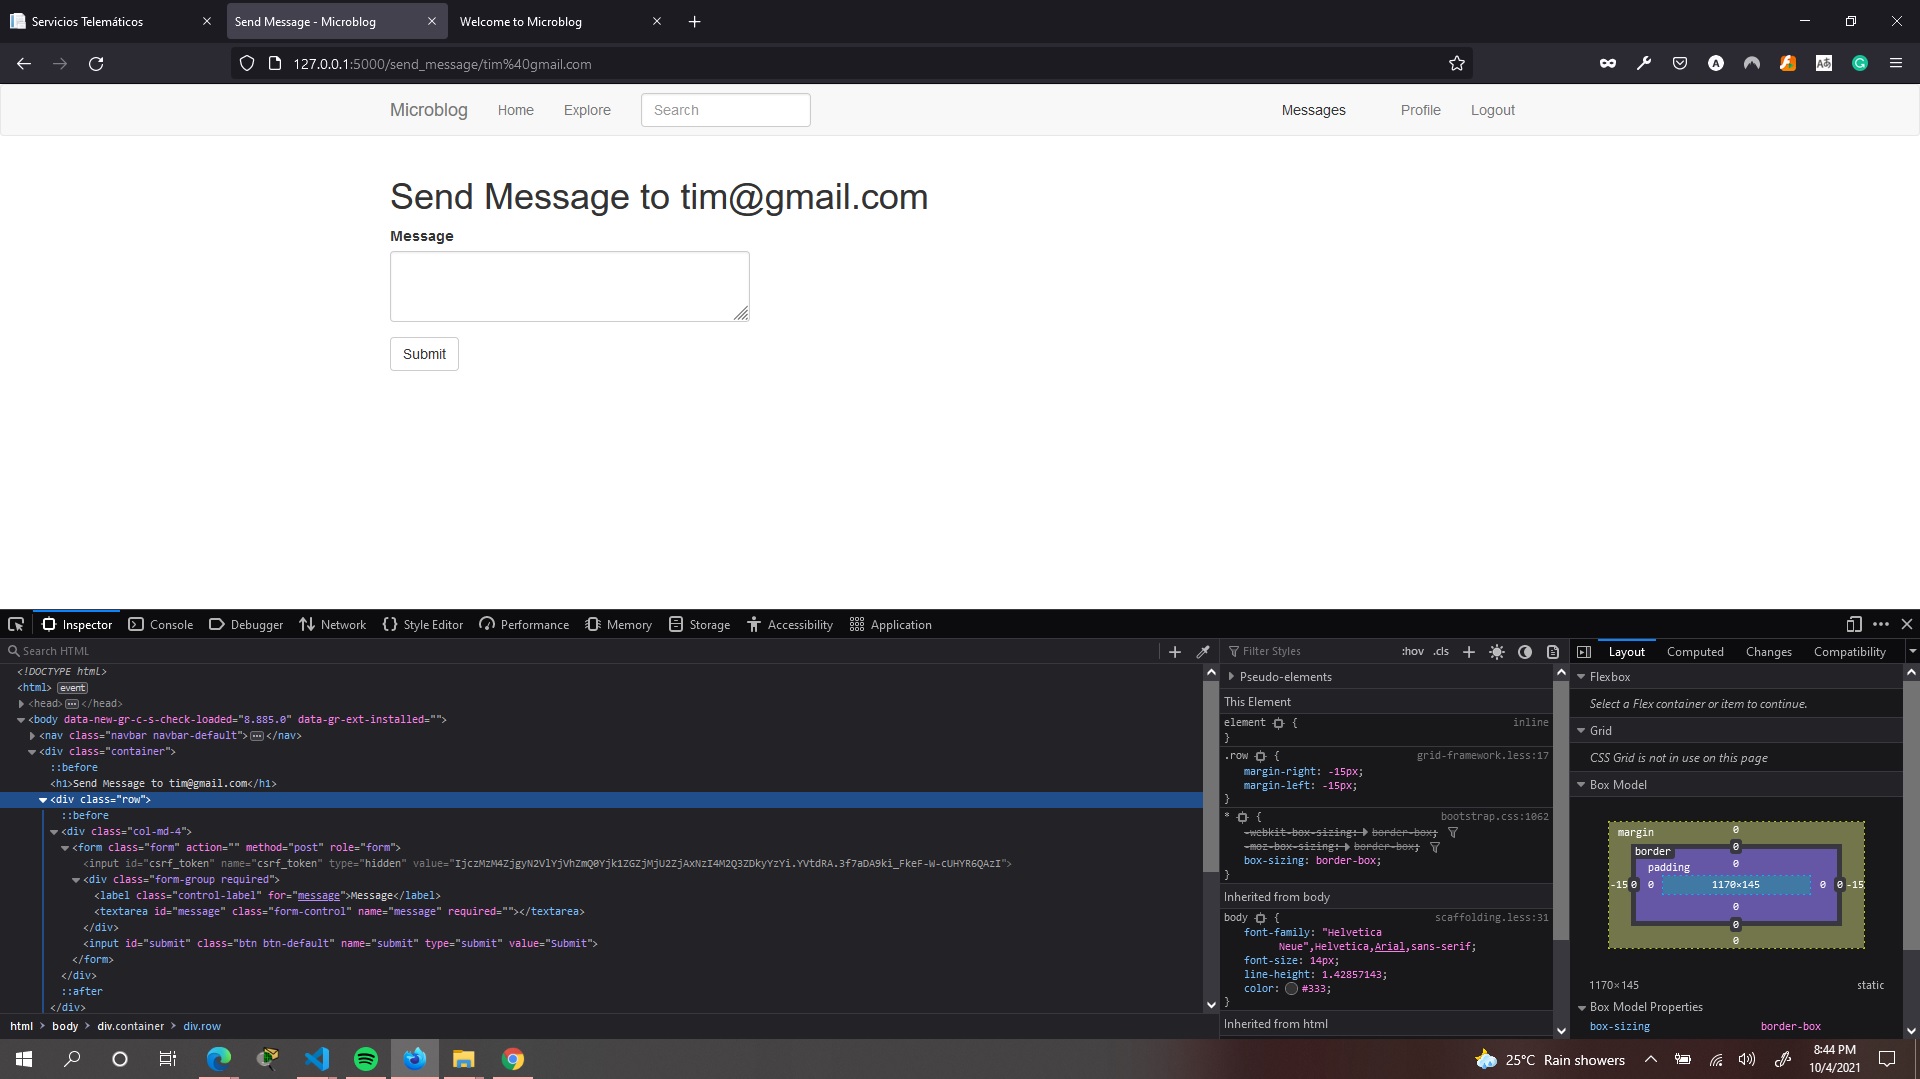 Servicios Telemáticos
Send Message - Microblog
Welcome to Microblog
127.0.0.1:5000/send_message/tim%40gmail.com
Microblog Home Explore Search Messages Profile Logout
Send Message to tim@gmail.com
Message
Submit
Inspector Console Debugger Network Style Editor Performance Memory Storage Accessibility Application
Search HTML
<!DOCTYPE html>
<html> event
<head> ••• </head>
<body data-new-gr-c-s-check-loaded="8.885.0" data-gr-ext-installed="">
<nav class="navbar navbar-default"> ••• </nav>
<div class="container">
::before
<h1>Send Message to tim@gmail.com</h1>
<div class="row">
::before
<div class="col-md-4">
<form class="form" action="" method="post" role="form">
<input id="csrf_token" name="csrf_token" type="hidden"
<div class="form-group required">
<label class="control-label" for="message">Message</label>
<textarea id="message" class="form-control" name="message" required=""></textarea>
</div>
<input id="submit" class="btn btn-default" name="submit" type="submit" value="Submit">
</form>
</div>
::after
</div>
html > body > div.container > div.row
Filter Styles :hov .cls
Pseudo-elements
This Element
element { inline
}
.row { grid-framework.less:17
margin-right: -15px;
margin-left: -15px;
}
* { bootstrap.css:1062
-webkit-box-sizing: border-box;
-moz-box-sizing: border-box;
box-sizing: border-box;
}
Inherited from body
body { scaffolding.less:31
font-family: "Helvetica
Neue",Helvetica,Arial,sans-serif;
font-size: 14px;
line-height: 1.42857143;
color: #333;
}
Inherited from html
Layout Computed Changes Compatibility
Flexbox
Select a Flex container or item to continue.
Grid
CSS Grid is not in use on this page
Box Model
margin 0
border 0
padding 0
-15 0 0 1170×145 0 0 -15
0
0
0
1170×145 static
Box Model Properties
box-sizing border-box
25°C Rain showers
8:44 PM
10/4/2021